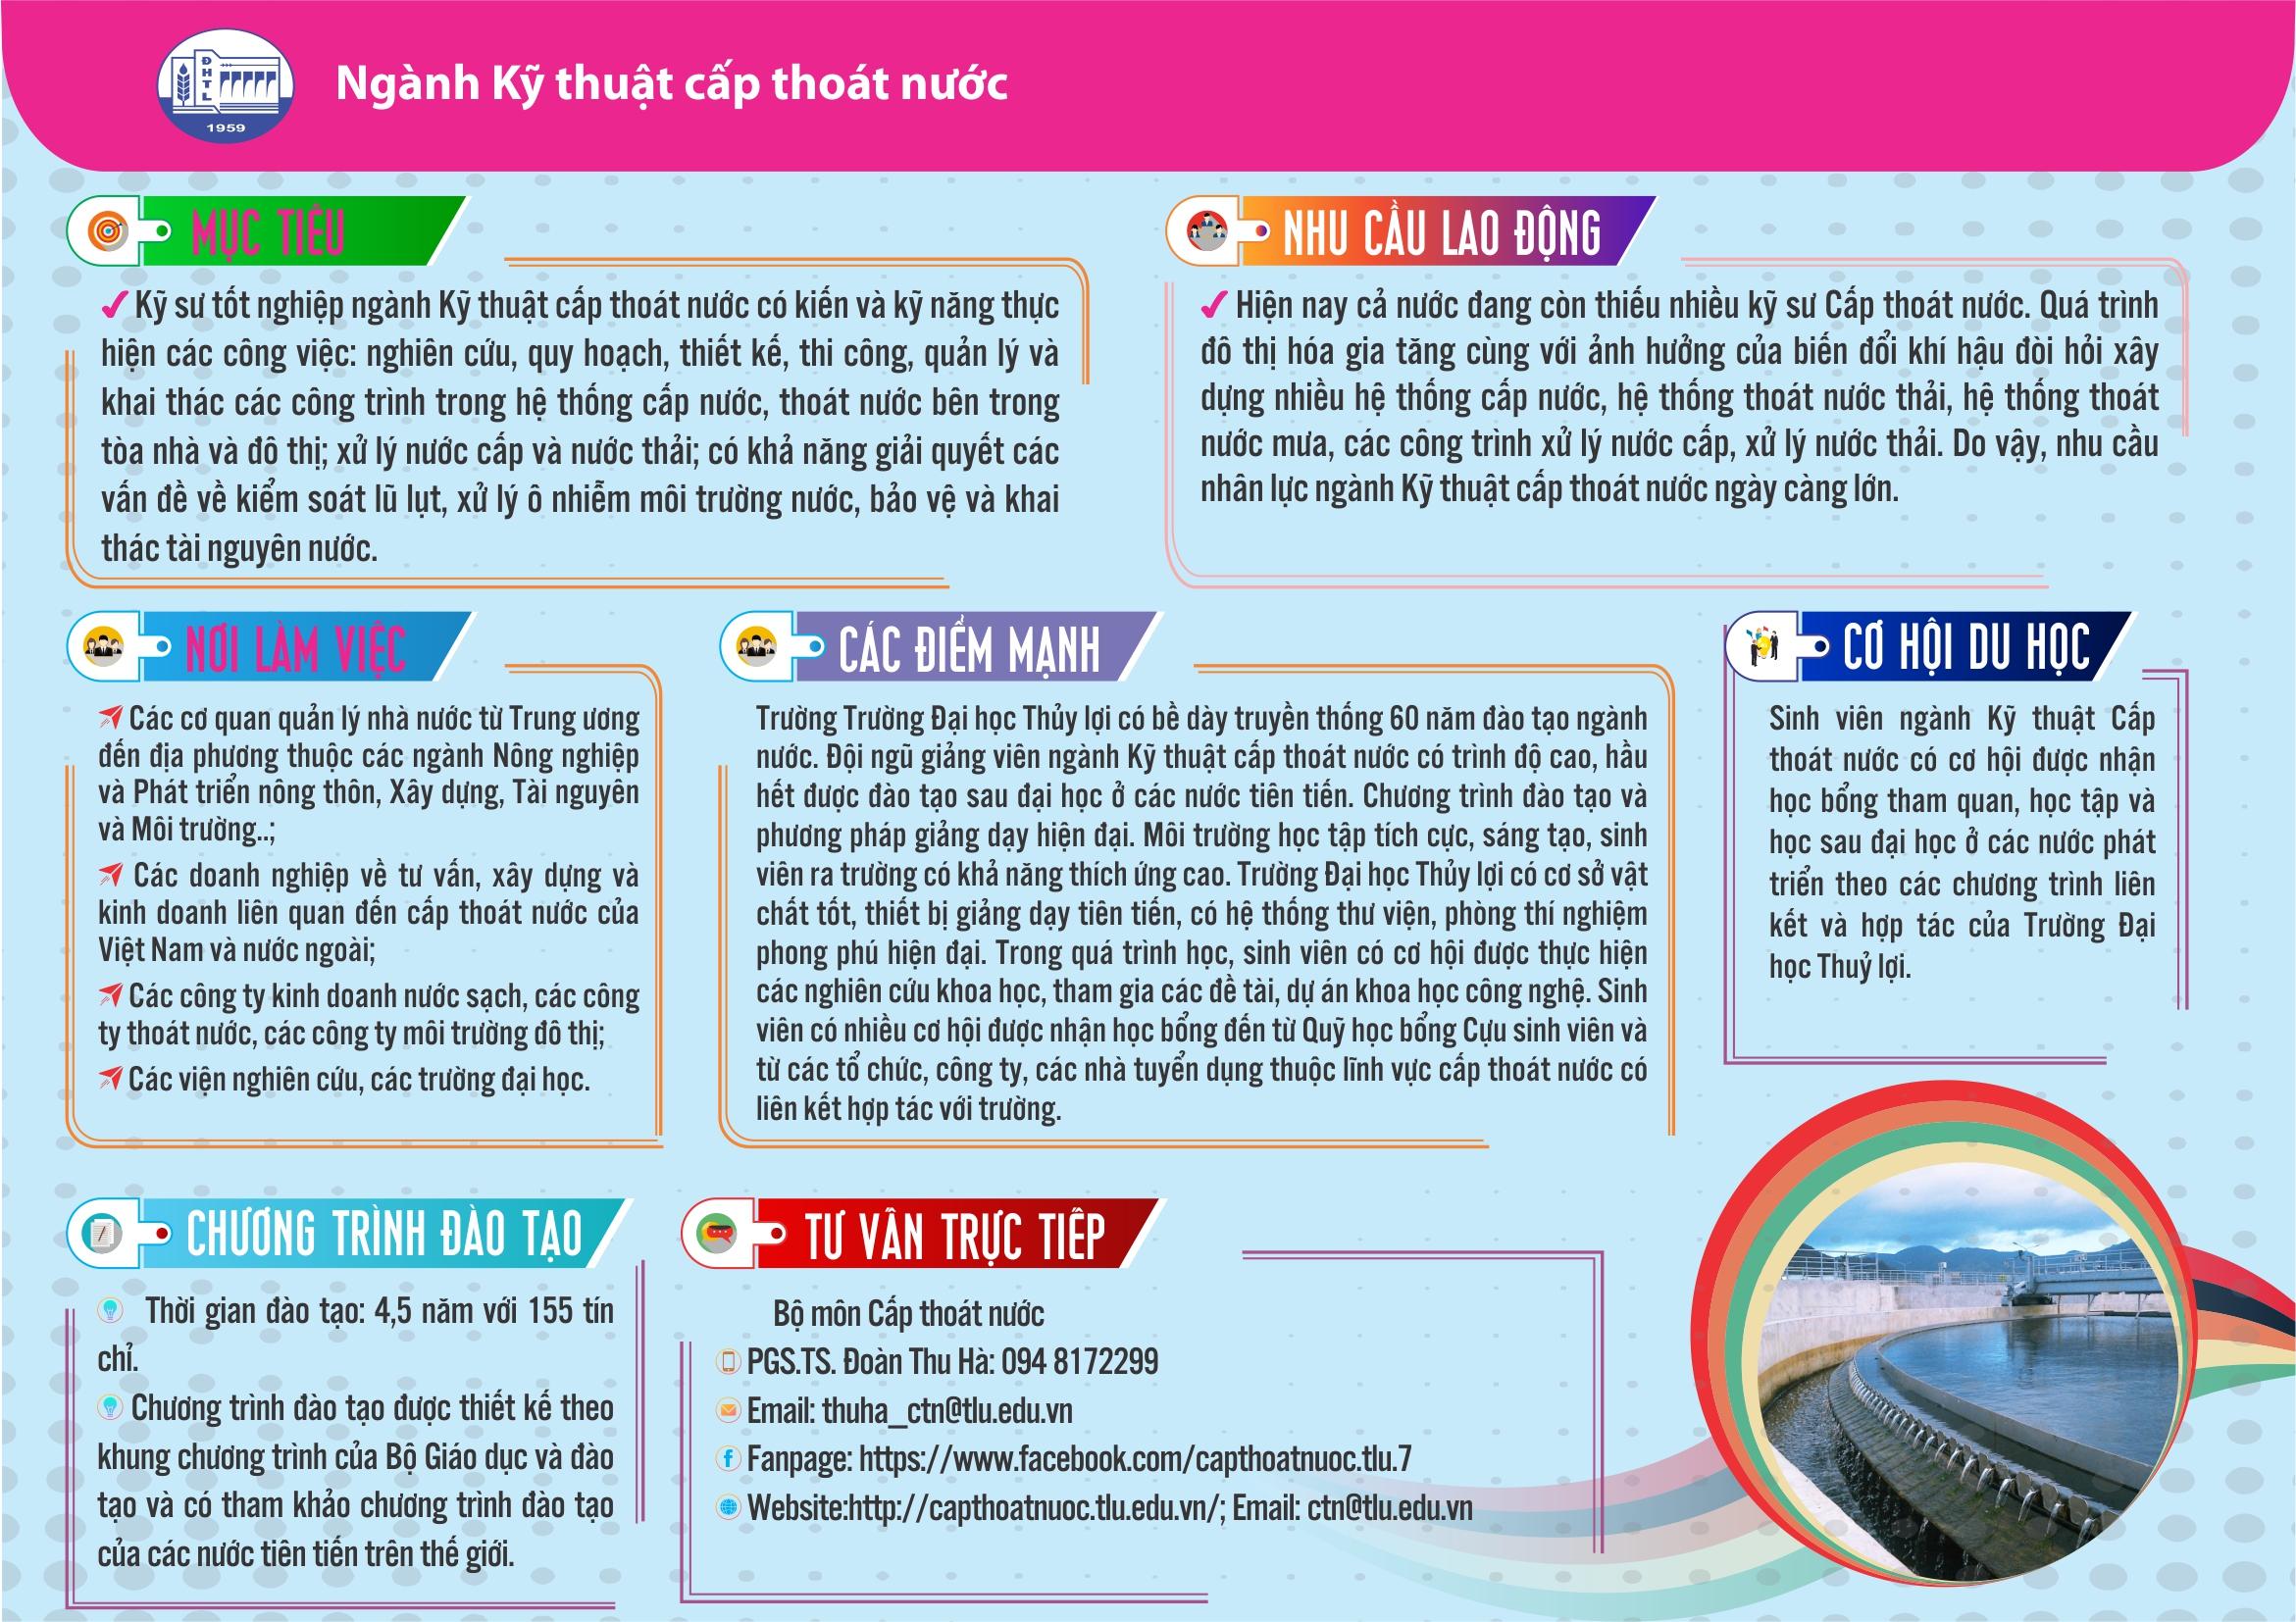 ĐHTL
1959
Ngành Kỹ thuật cấp thoát nước
MỤC TIÊU
Kỹ sư tốt nghiệp ngành Kỹ thuật cấp thoát nước có kiến và kỹ năng thực
hiện các công việc: nghiên cứu, quy hoạch, thiết kế, thi công, quản lý và
khai thác các công trình trong hệ thống cấp nước, thoát nước bên trong
tòa nhà và đô thị; xử lý nước cấp và nước thải; có khả năng giải quyết các
vấn đề về kiểm soát lũ lụt, xử lý ô nhiễm môi trường nước, bảo vệ và khai
thác tài nguyên nước.
NHU CẦU LAO ĐỘNG
Hiện nay cả nước đang còn thiếu nhiều kỹ sư Cấp thoát nước. Quá trình
đô thị hóa gia tăng cùng với ảnh hưởng của biến đổi khí hậu đòi hỏi xây
dựng nhiều hệ thống cấp nước, hệ thống thoát nước thải, hệ thống thoát
nước mưa, các công trình xử lý nước cấp, xử lý nước thải. Do vậy, nhu cầu
nhân lực ngành Kỹ thuật cấp thoát nước ngày càng lớn.
NƠI LÀM VIỆC
Các cơ quan quản lý nhà nước từ Trung ương
đến địa phương thuộc các ngành Nông nghiệp
và Phát triển nông thôn, Xây dựng, Tài nguyên
và Môi trường..;
Các doanh nghiệp về tư vấn, xây dựng và
kinh doanh liên quan đến cấp thoát nước của
Việt Nam và nước ngoài;
Các công ty kinh doanh nước sạch, các công
ty thoát nước, các công ty môi trường đô thị;
Các viện nghiên cứu, các trường đại học.
CÁC ĐIỂM MẠNH
Trường Trường Đại học Thủy lợi có bề dày truyền thống 60 năm đào tạo ngành
nước. Đội ngũ giảng viên ngành Kỹ thuật cấp thoát nước có trình độ cao, hầu
hết được đào tạo sau đại học ở các nước tiên tiến. Chương trình đào tạo và
phương pháp giảng dạy hiện đại. Môi trường học tập tích cực, sáng tạo, sinh
viên ra trường có khả năng thích ứng cao. Trường Đại học Thủy lợi có cơ sở vật
chất tốt, thiết bị giảng dạy tiên tiến, có hệ thống thư viện, phòng thí nghiệm
phong phú hiện đại. Trong quá trình học, sinh viên có cơ hội được thực hiện
các nghiên cứu khoa học, tham gia các đề tài, dự án khoa học công nghệ. Sinh
viên có nhiều cơ hội được nhận học bổng đến từ Quỹ học bổng Cựu sinh viên và
từ các tổ chức, công ty, các nhà tuyển dụng thuộc lĩnh vực cấp thoát nước có
liên kết hợp tác với trường.
CƠ HỘI DU HỌC
Sinh viên ngành Kỹ thuật Cấp
thoát nước có cơ hội được nhận
học bổng tham quan, học tập và
học sau đại học ở các nước phát
triển theo các chương trình liên
kết và hợp tác của Trường Đại
học Thuỷ lợi.
CHƯƠNG TRÌNH ĐÀO TẠO
Thời gian đào tạo: 4,5 năm với 155 tín
chỉ.
Chương trình đào tạo được thiết kế theo
khung chương trình của Bộ Giáo dục và đào
tạo và có tham khảo chương trình đào tạo
của các nước tiên tiến trên thế giới.
TƯ VẤN TRỰC TIẾP
Bộ môn Cấp thoát nước
PGS.TS. Đoàn Thu Hà: 094 8172299
Email: thuha_ctn@tlu.edu.vn
Fanpage: https://www.facebook.com/capthoatnuoc.tlu.7
Website:http://capthoatnuoc.tlu.edu.vn/; Email: ctn@tlu.edu.vn